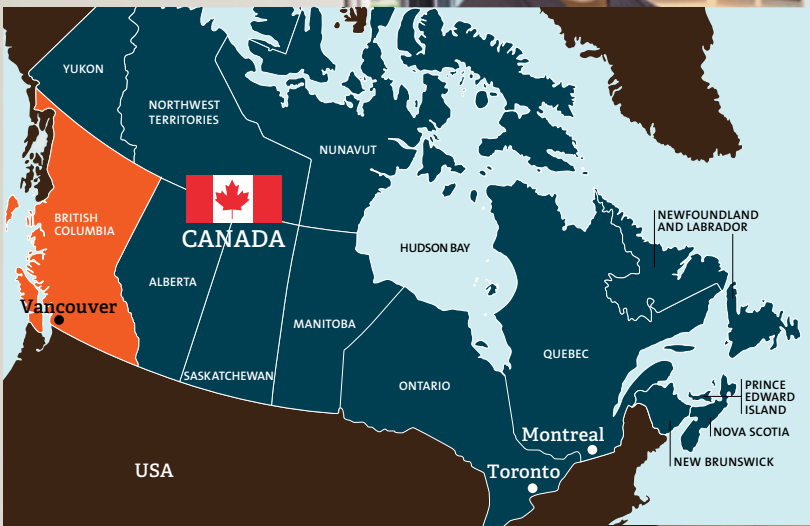 YUKON
NORTHWEST
TERRITORIES
NUNAVUT
BRITISH
COLUMBIA
CANADA
HUDSON BAY
NEWFOUNDLAND
AND LABRADOR
ALBERTA
Vancouver
MANITOBA
SASKATCHEWAN
ONTARIO
QUEBEC
PRINCE
EDWARD
ISLAND
NOVA SCOTIA
NEW BRUNSWICK
Montreal
Toronto
USA